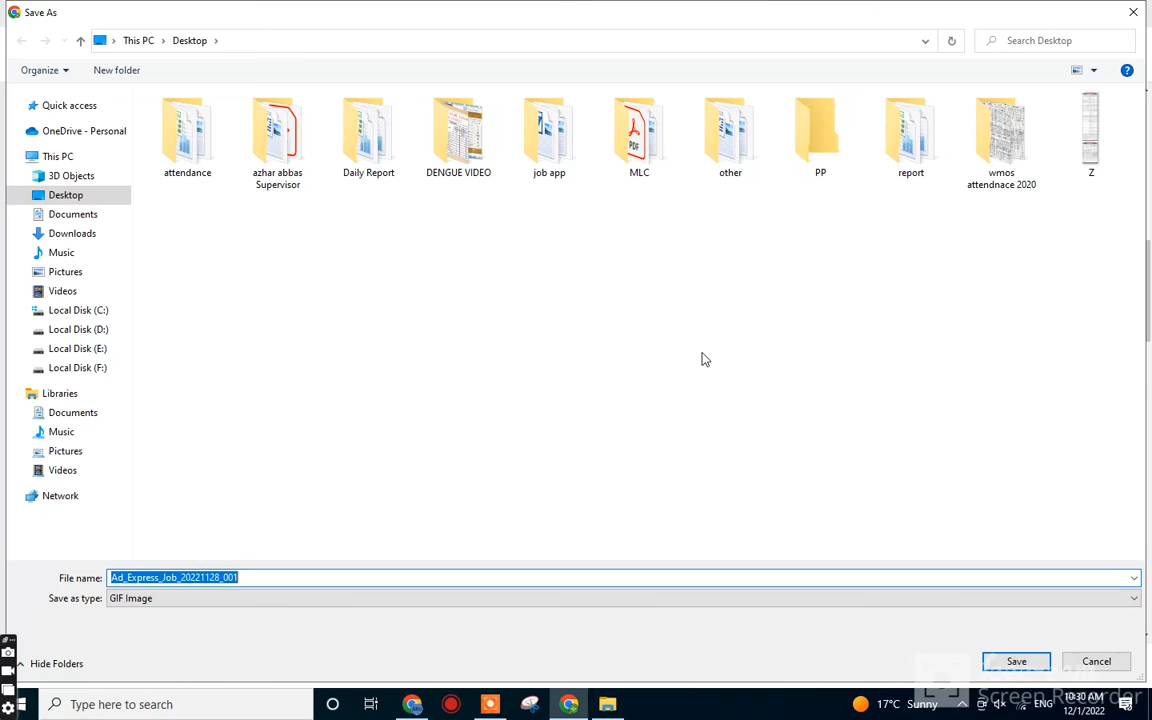 Save As
This PC
Desktop
Search Desktop
Organize
New folder
Quick access
OneDrive - Personal
This PC
3D Objects
Desktop
Documents
Downloads
Music
Pictures
Videos
Local Disk (C:)
Local Disk (D:)
Local Disk (E:)
Local Disk (F:)
Libraries
Documents
Music
Pictures
Videos
Network
attendance
azhar abbas
Supervisor
Daily Report
DENGUE VIDEO
job app
PDF
MLC
other
PP
report
wmos
attendnace 2020
Z
File name:
Ad_Express_Job_20221128_001
Save as type:
GIF Image
Hide Folders
Save
Cancel
Screen Recorder
Type here to search
17°C Sunny
ENG
10:30 AM
12/1/2022